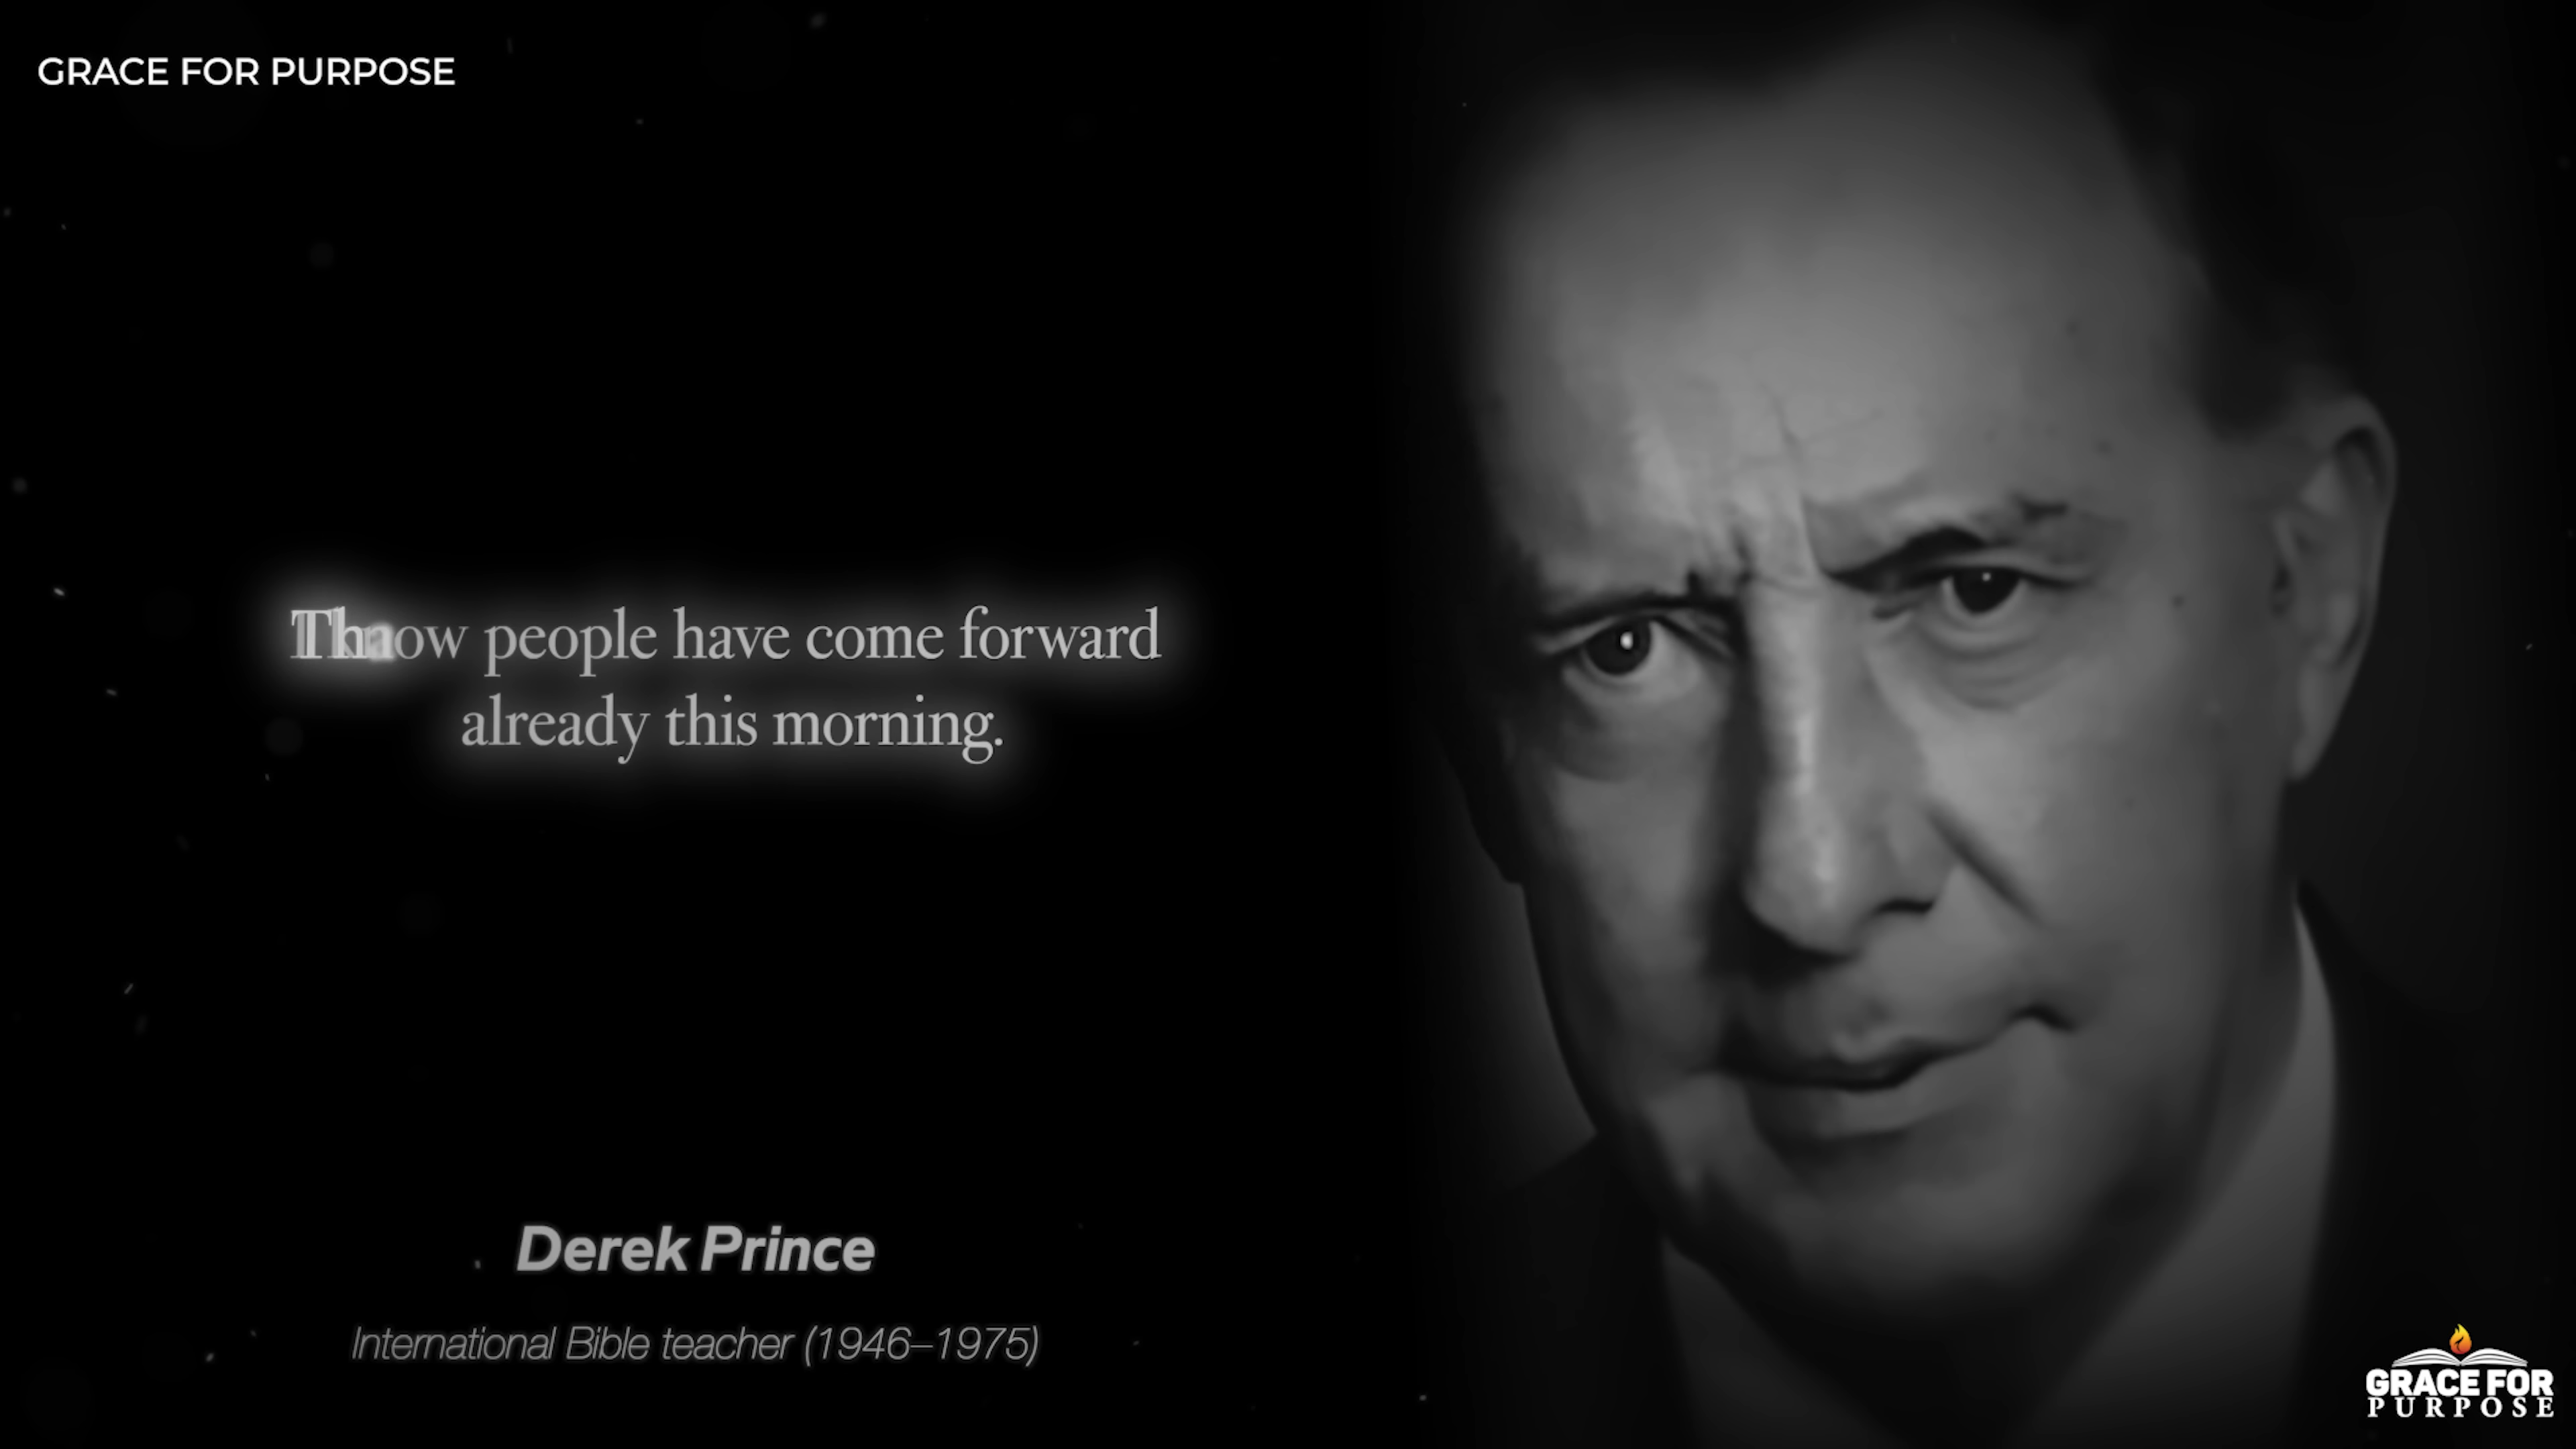 GRACE FOR PURPOSE
people have come forward
already this morning.
Derek Prince
International Bible teacher (1946–1975)
GRACE FOR
PURPOSE